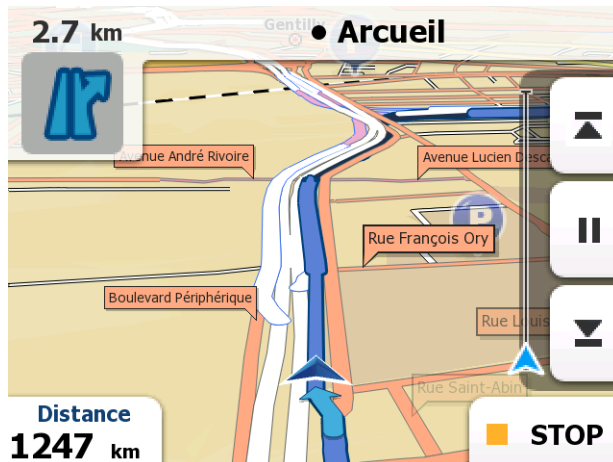 2.7 km
• Arcueil
Gentilly
Avenue André Rivoire
Avenue Lucien Desca
P
Rue François Ory
Boulevard Périphérique
Rue Louis
Rue Saint-Abin
Distance
1247 km
STOP